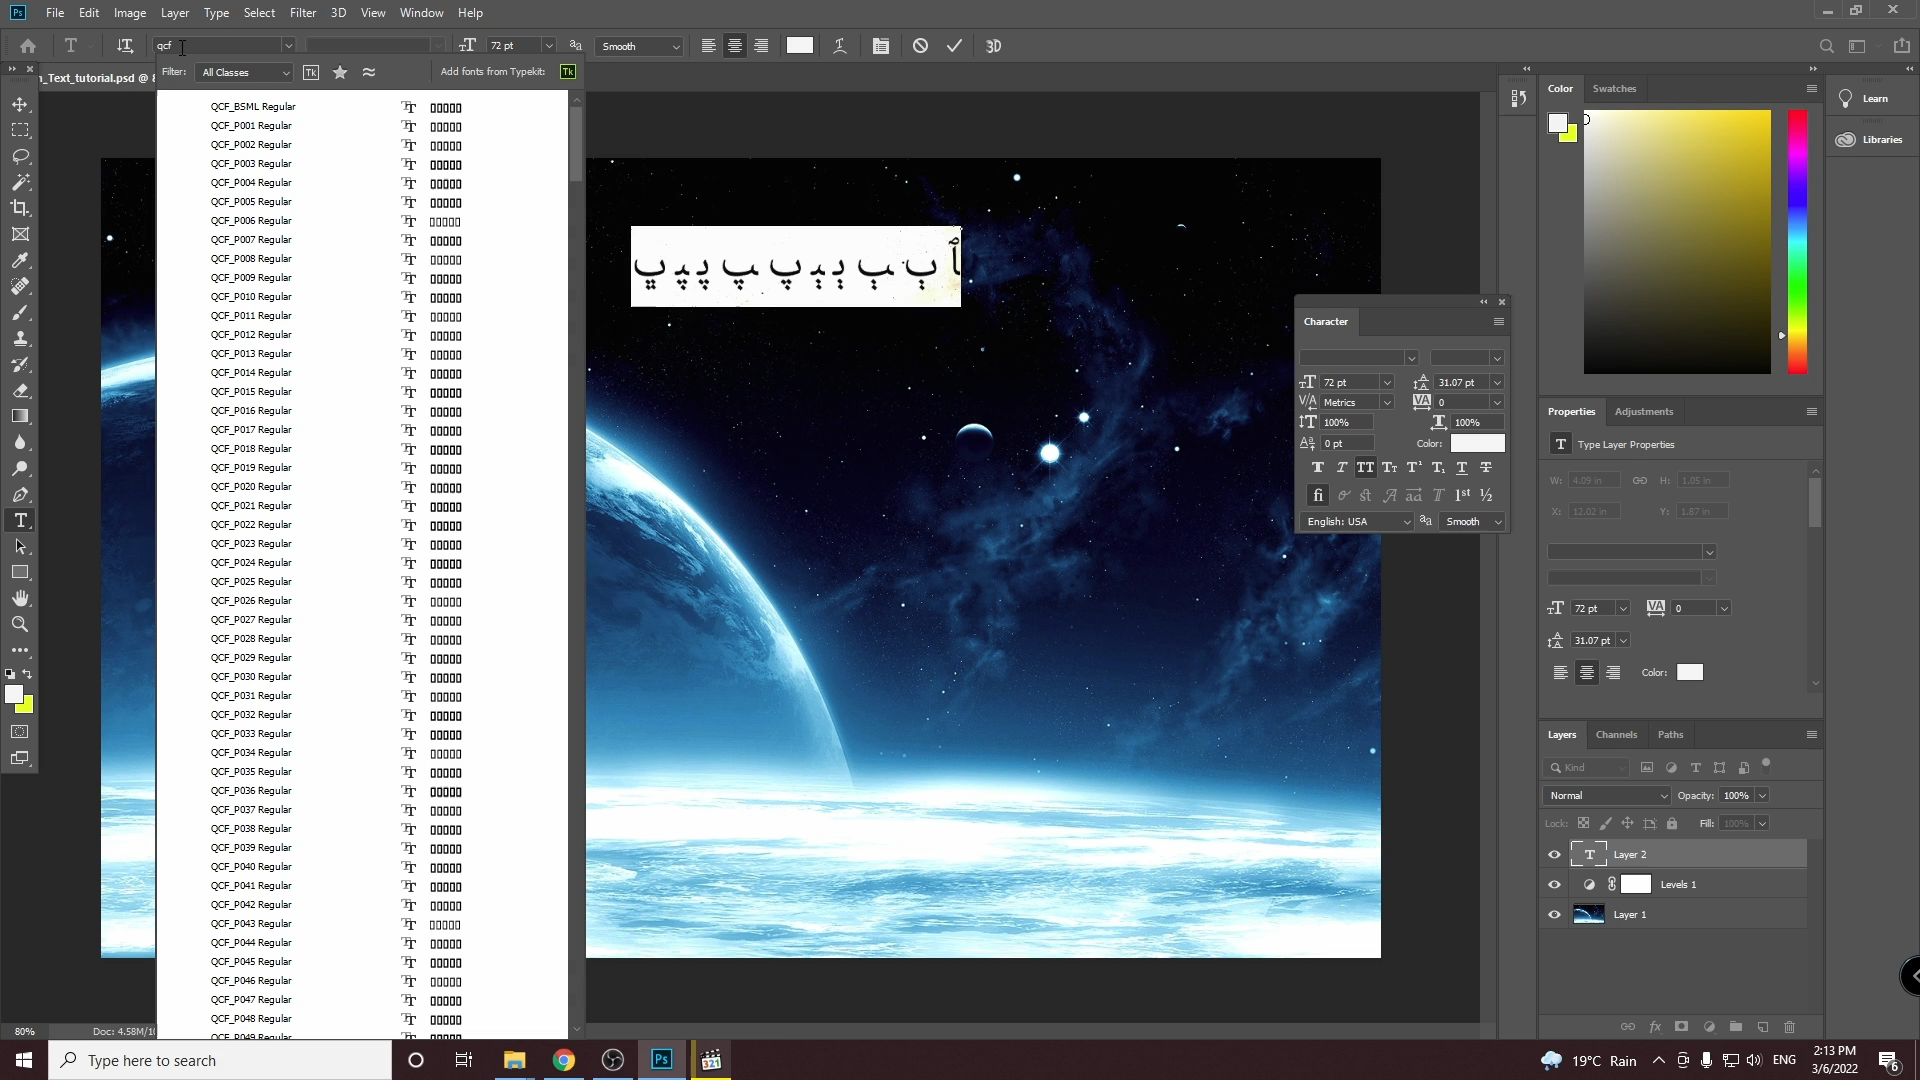 File Edit Image Layer Type Select Filter 3D View Window Help
qcf 72 pt Smooth 3D
n_Text_tutorial.psd @ 8
Filter: All Classes Add fonts from Typekit:
QCF_BSML Regular
QCF_P001 Regular
QCF_P002 Regular
QCF_P003 Regular
QCF_P004 Regular
QCF_P005 Regular
QCF_P006 Regular
QCF_P007 Regular
QCF_P008 Regular
QCF_P009 Regular
QCF_P010 Regular
QCF_P011 Regular
QCF_P012 Regular
QCF_P013 Regular
QCF_P014 Regular
QCF_P015 Regular
QCF_P016 Regular
QCF_P017 Regular
QCF_P018 Regular
QCF_P019 Regular
QCF_P020 Regular
QCF_P021 Regular
QCF_P022 Regular
QCF_P023 Regular
QCF_P024 Regular
QCF_P025 Regular
QCF_P026 Regular
QCF_P027 Regular
QCF_P028 Regular
QCF_P029 Regular
QCF_P030 Regular
QCF_P031 Regular
QCF_P032 Regular
QCF_P033 Regular
QCF_P034 Regular
QCF_P035 Regular
QCF_P036 Regular
QCF_P037 Regular
QCF_P038 Regular
QCF_P039 Regular
QCF_P040 Regular
QCF_P041 Regular
QCF_P042 Regular
QCF_P043 Regular
QCF_P044 Regular
QCF_P045 Regular
QCF_P046 Regular
QCF_P047 Regular
QCF_P048 Regular
QCF_P049 Regular
Character
72 pt 31.07 pt
Metrics 0
100% 100%
0 pt Color:
English: USA Smooth
Color Swatches
Learn
Libraries
Properties Adjustments
Type Layer Properties
W: 4.09 in H: 1.05 in
X: 12.02 in Y: 1.87 in
72 pt 0
31.07 pt
Color:
Layers Channels Paths
Kind
Normal Opacity: 100%
Lock: Fill: 100%
Layer 2
Levels 1
Layer 1
80% Doc: 4.58M/1
Type here to search
19°C Rain ENG 2:13 PM
3/6/2022 6